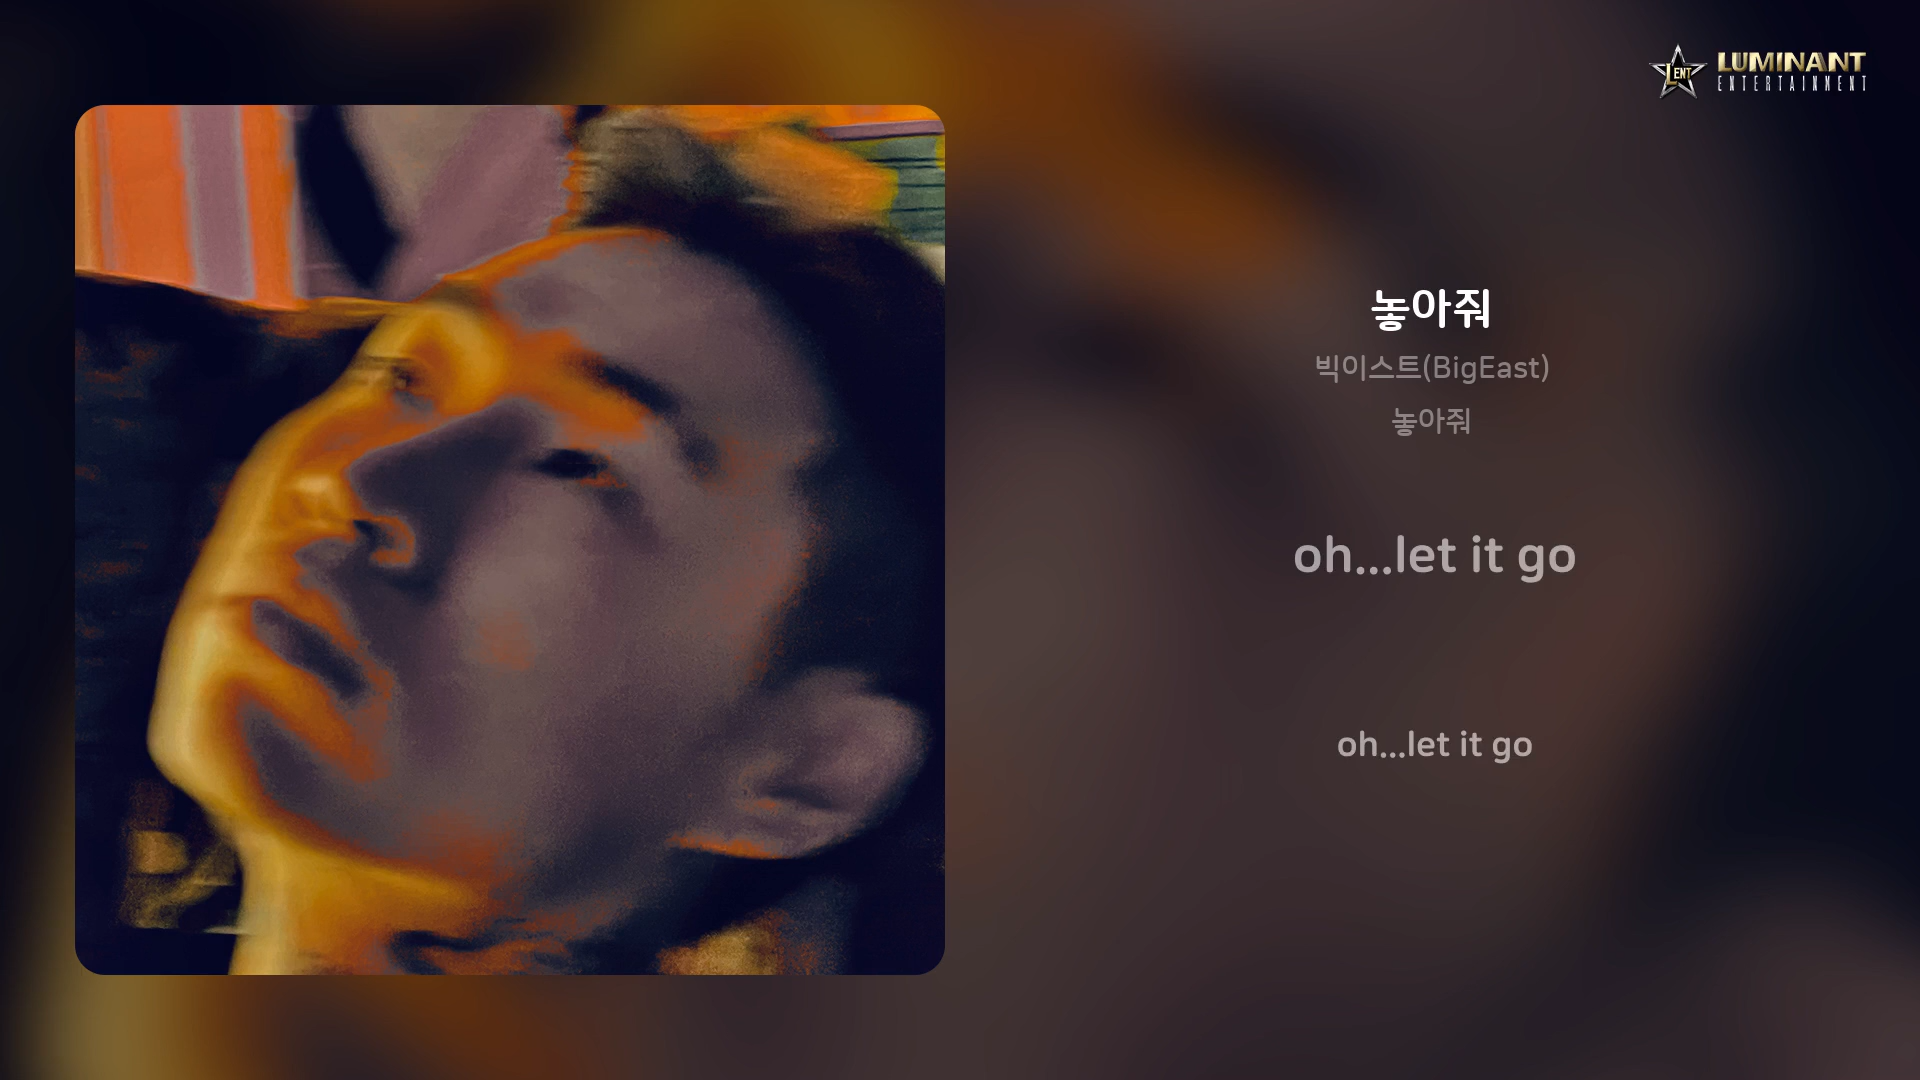 LENT
LUMINANT
ENTERTAINMENT
놓아줘
빅이스트(BigEast)
놓아줘
oh...let it go
oh...let it go